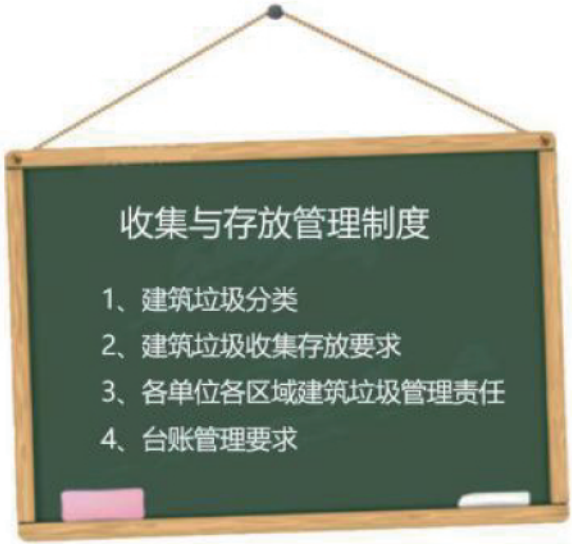 收集与存放管理制度
1、建筑垃圾分类
2、建筑垃圾收集存放要求
3、各单位各区域建筑垃圾管理责任
4、台账管理要求